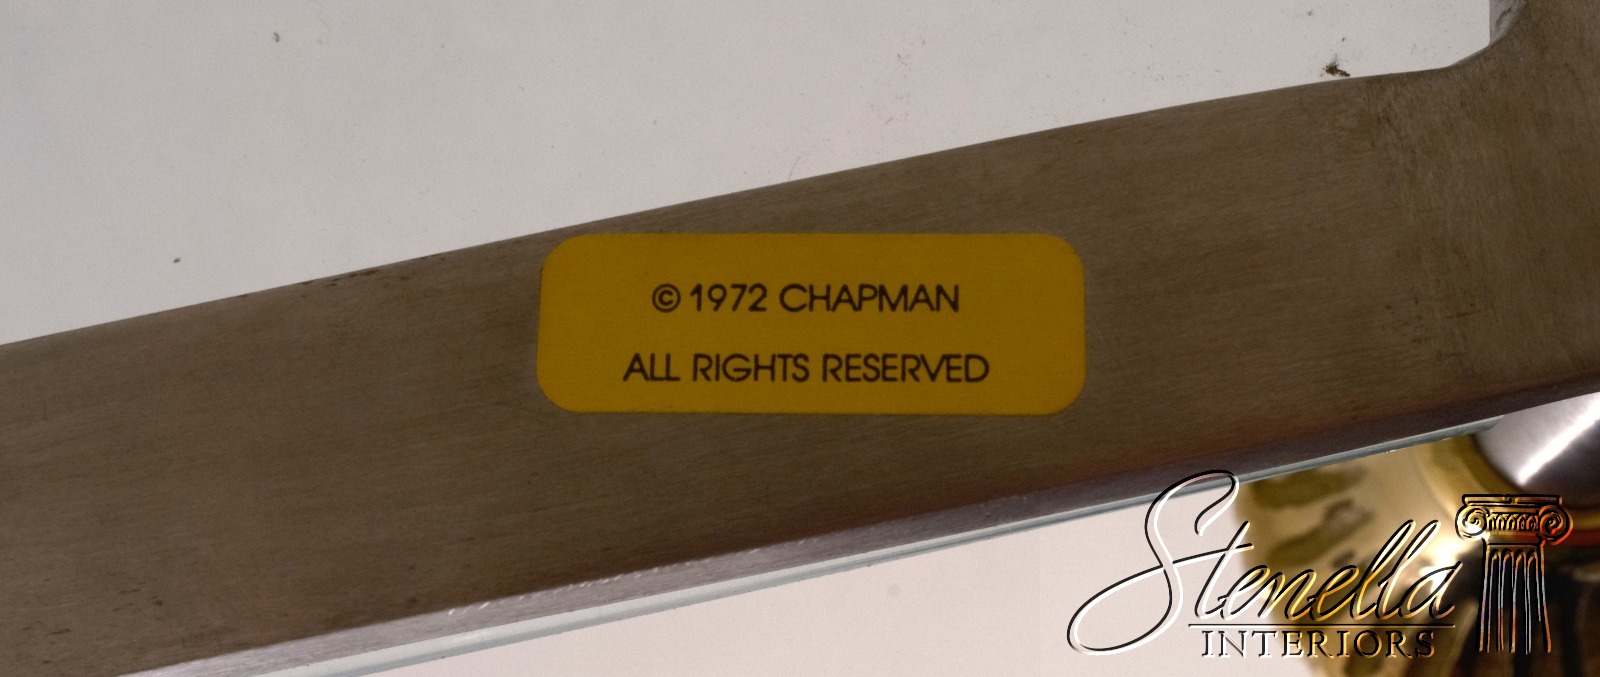 © 1972 CHAPMAN
ALL RIGHTS RESERVED
Stenella
INTERIORS